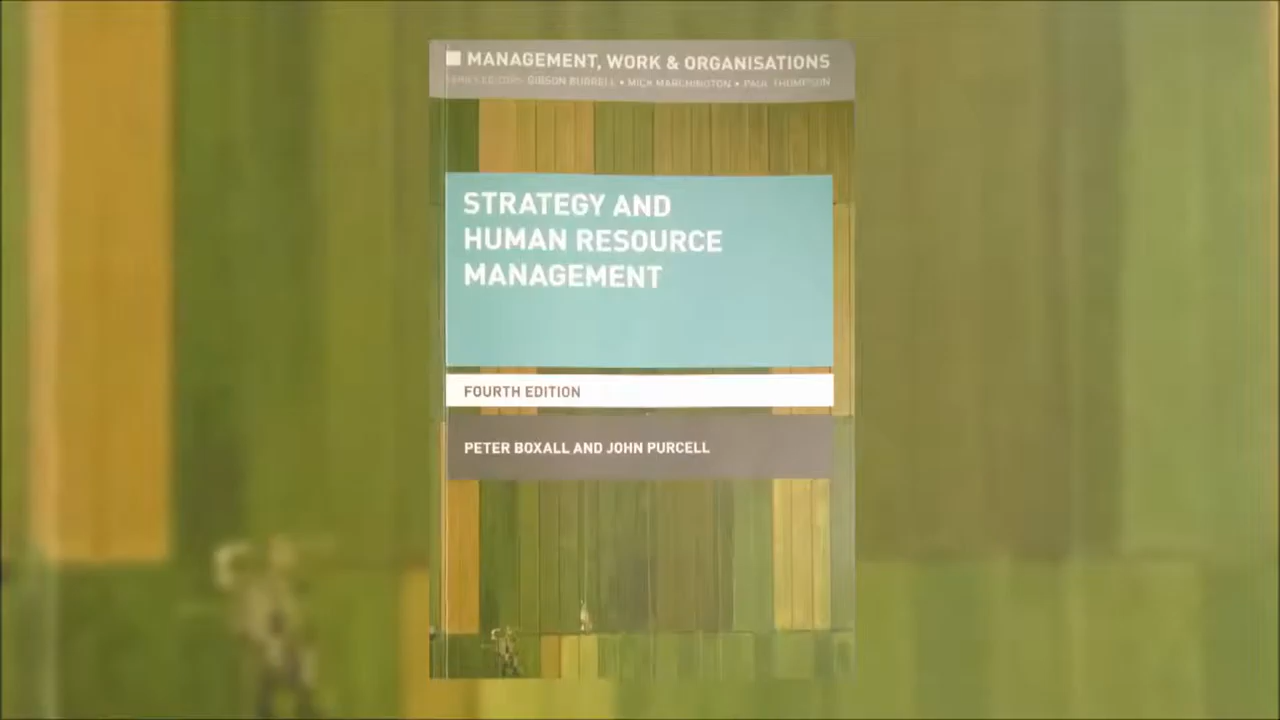 MANAGEMENT, WORK & ORGANISATIONS
GIBSON BURRELL • MICK MARCHINGTON • PAUL THOMPSON
STRATEGY AND
HUMAN RESOURCE
MANAGEMENT
FOURTH EDITION
PETER BOXALL AND JOHN PURCELL